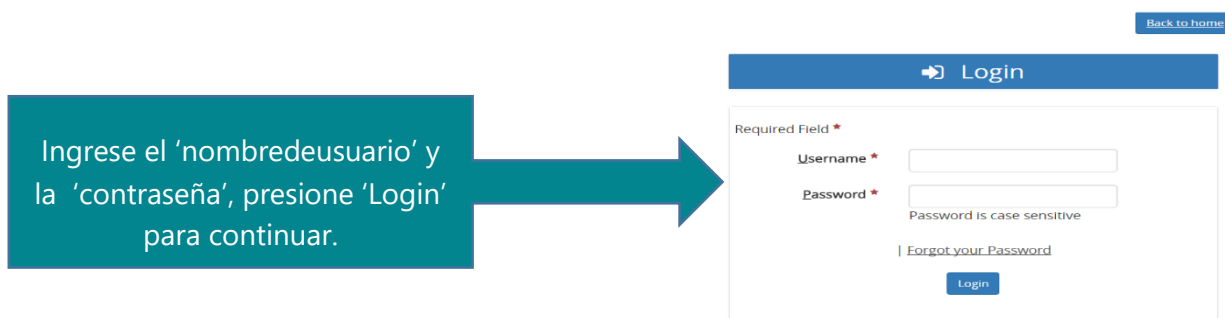 Back to home
Login
Ingrese el ‘nombredeusuario’ y
la ‘contraseña’, presione ‘Login’
para continuar.
Required Field *
Username *
Password *
Password is case sensitive
| Forgot your Password
Login